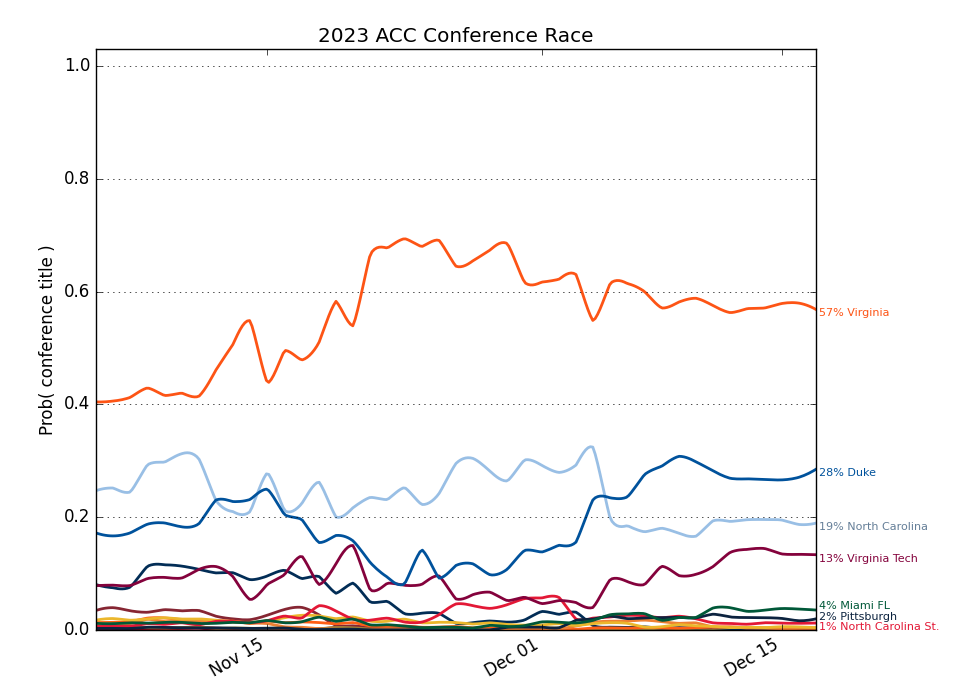 2023 ACC Conference Race
Prob( conference title )
1.0
0.8
0.6
0.4
0.2
0.0
57% Virginia
28% Duke
19% North Carolina
13% Virginia Tech
4% Miami FL
2% Pittsburgh
1% North Carolina St.
Nov 15
Dec 01
Dec 15